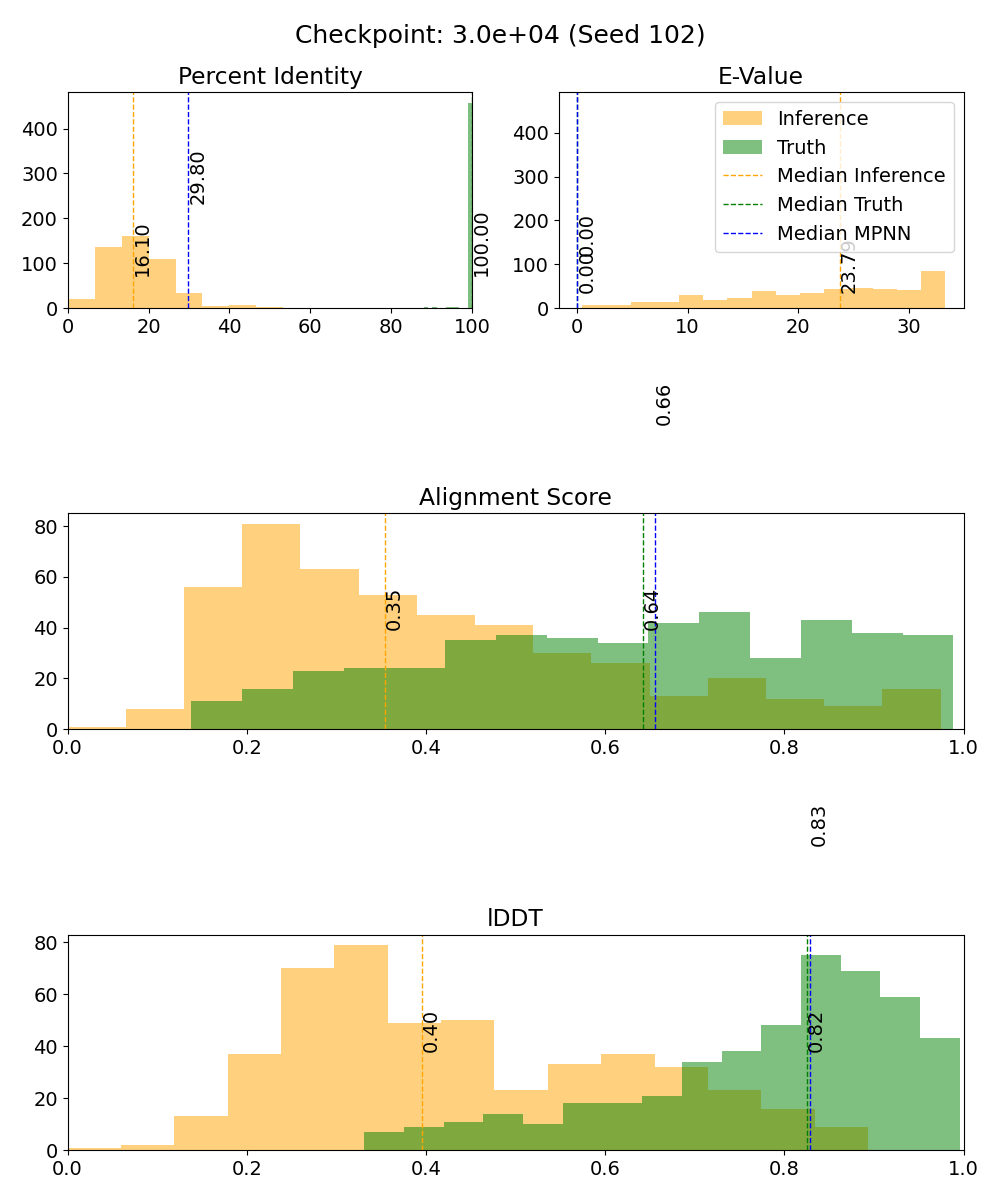 Checkpoint: 3.0e+04 (Seed 102)
Percent Identity
400
300
200
100
0
0 20 40 60 80 100
16.10
29.80
100.00
E-Value
400
300
200
100
0
0 10 20 30
0.00
0.00
23.79
Inference
Truth
Median Inference
Median Truth
Median MPNN
0.66
Alignment Score
80
60
40
20
0
0.0 0.2 0.4 0.6 0.8 1.0
0.35
0.64
0.83
lDDT
80
60
40
20
0
0.0 0.2 0.4 0.6 0.8 1.0
0.40
0.82